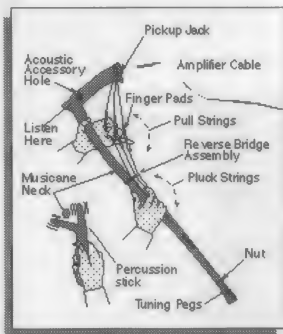 Pickup Jack
Acoustic
Accessory
Hole
Amplifier Cable
Finger Pads
Listen
Here
Pull Strings
Reverse Bridge
Assembly
Musicane
Neck
Pluck Strings
Percussion
stick
Nut
Tuning Pegs